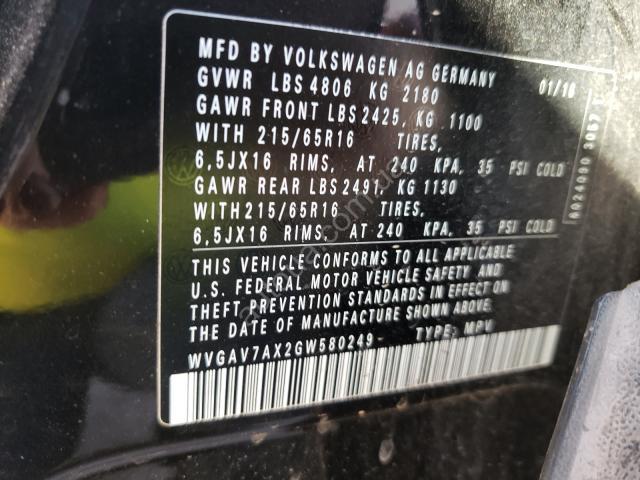 MFD BY VOLKSWAGEN AG GERMANY 01/16
GVWR LBS 4806 KG 2180
GAWR FRONT LBS 2425, KG 1100
WITH 215/65R16 TIRES,
6,5JX16 RIMS, AT 240 KPA, 35 PSI COLD
GAWR REAR LBS 2491, KG 1130
WITH 215/65R16 TIRES,
6,5JX16 RIMS, AT 240 KPA, 35 PSI COLD
THIS VEHICLE CONFORMS TO ALL APPLICABLE
U.S. FEDERAL MOTOR VEHICLE SAFETY AND
THEFT PREVENTION STANDARDS IN EFFECT ON
THE DATE OF MANUFACTURE SHOWN ABOVE.
WVGAV7AX2GW580249 TYPE: MPV